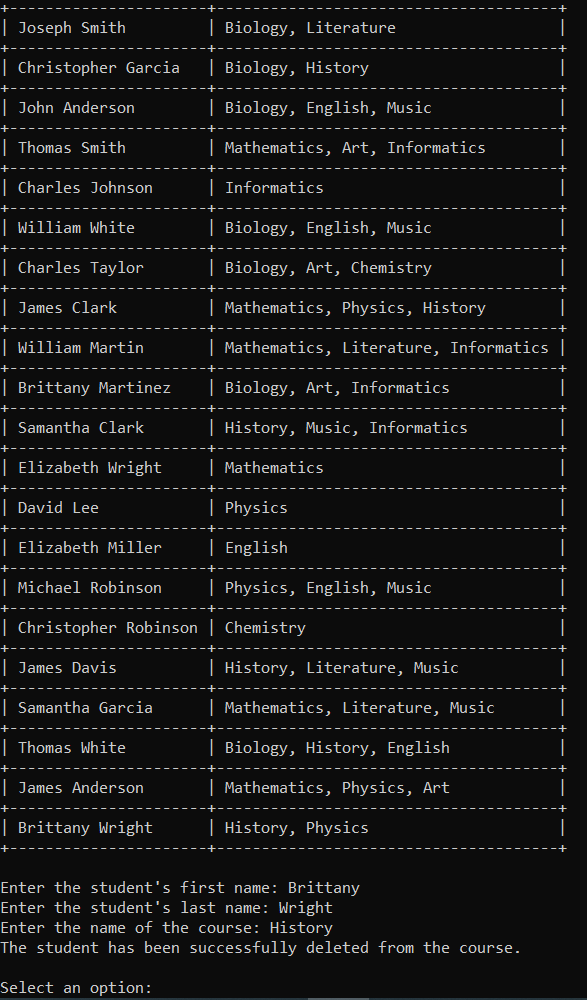 +----------------------+--------------------------------------+
| Joseph Smith         | Biology, Literature                  |
+----------------------+--------------------------------------+
| Christopher Garcia   | Biology, History                     |
+----------------------+--------------------------------------+
| John Anderson        | Biology, English, Music              |
+----------------------+--------------------------------------+
| Thomas Smith         | Mathematics, Art, Informatics        |
+----------------------+--------------------------------------+
| Charles Johnson      | Informatics                          |
+----------------------+--------------------------------------+
| William White        | Biology, English, Music              |
+----------------------+--------------------------------------+
| Charles Taylor       | Biology, Art, Chemistry              |
+----------------------+--------------------------------------+
| James Clark          | Mathematics, Physics, History        |
+----------------------+--------------------------------------+
| William Martin       | Mathematics, Literature, Informatics |
+----------------------+--------------------------------------+
| Brittany Martinez    | Biology, Art, Informatics            |
+----------------------+--------------------------------------+
| Samantha Clark       | History, Music, Informatics          |
+----------------------+--------------------------------------+
| Elizabeth Wright     | Mathematics                          |
+----------------------+--------------------------------------+
| David Lee            | Physics                              |
+----------------------+--------------------------------------+
| Elizabeth Miller     | English                              |
+----------------------+--------------------------------------+
| Michael Robinson     | Physics, English, Music              |
+----------------------+--------------------------------------+
| Christopher Robinson | Chemistry                            |
+----------------------+--------------------------------------+
| James Davis          | History, Literature, Music           |
+----------------------+--------------------------------------+
| Samantha Garcia      | Mathematics, Literature, Music       |
+----------------------+--------------------------------------+
| Thomas White         | Biology, History, English            |
+----------------------+--------------------------------------+
| James Anderson       | Mathematics, Physics, Art            |
+----------------------+--------------------------------------+
| Brittany Wright      | History, Physics                     |
+----------------------+--------------------------------------+
Enter the student's first name: Brittany
Enter the student's last name: Wright
Enter the name of the course: History
The student has been successfully deleted from the course.
Select an option: